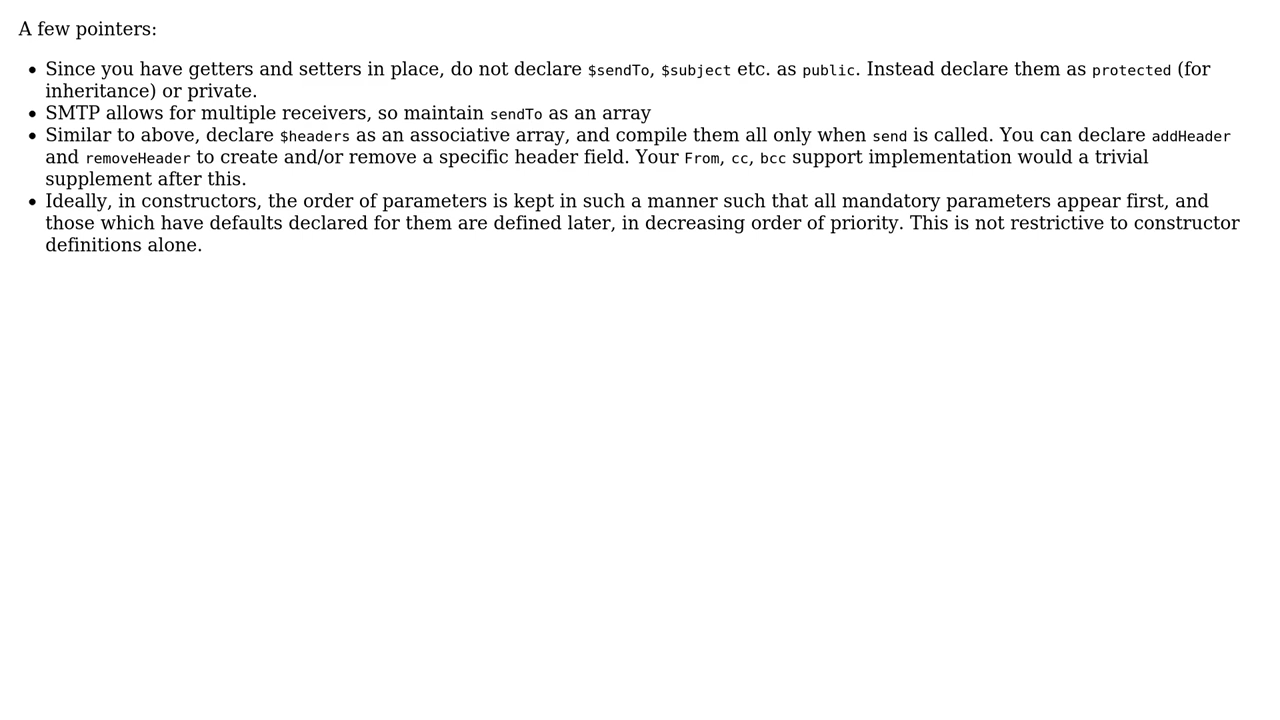 A few pointers:
• Since you have getters and setters in place, do not declare $sendTo, $subject etc. as public. Instead declare them as protected (for
inheritance) or private.
• SMTP allows for multiple receivers, so maintain sendTo as an array
• Similar to above, declare $headers as an associative array, and compile them all only when send is called. You can declare addHeader
and removeHeader to create and/or remove a specific header field. Your From, cc, bcc support implementation would a trivial
supplement after this.
• Ideally, in constructors, the order of parameters is kept in such a manner such that all mandatory parameters appear first, and
those which have defaults declared for them are defined later, in decreasing order of priority. This is not restrictive to constructor
definitions alone.